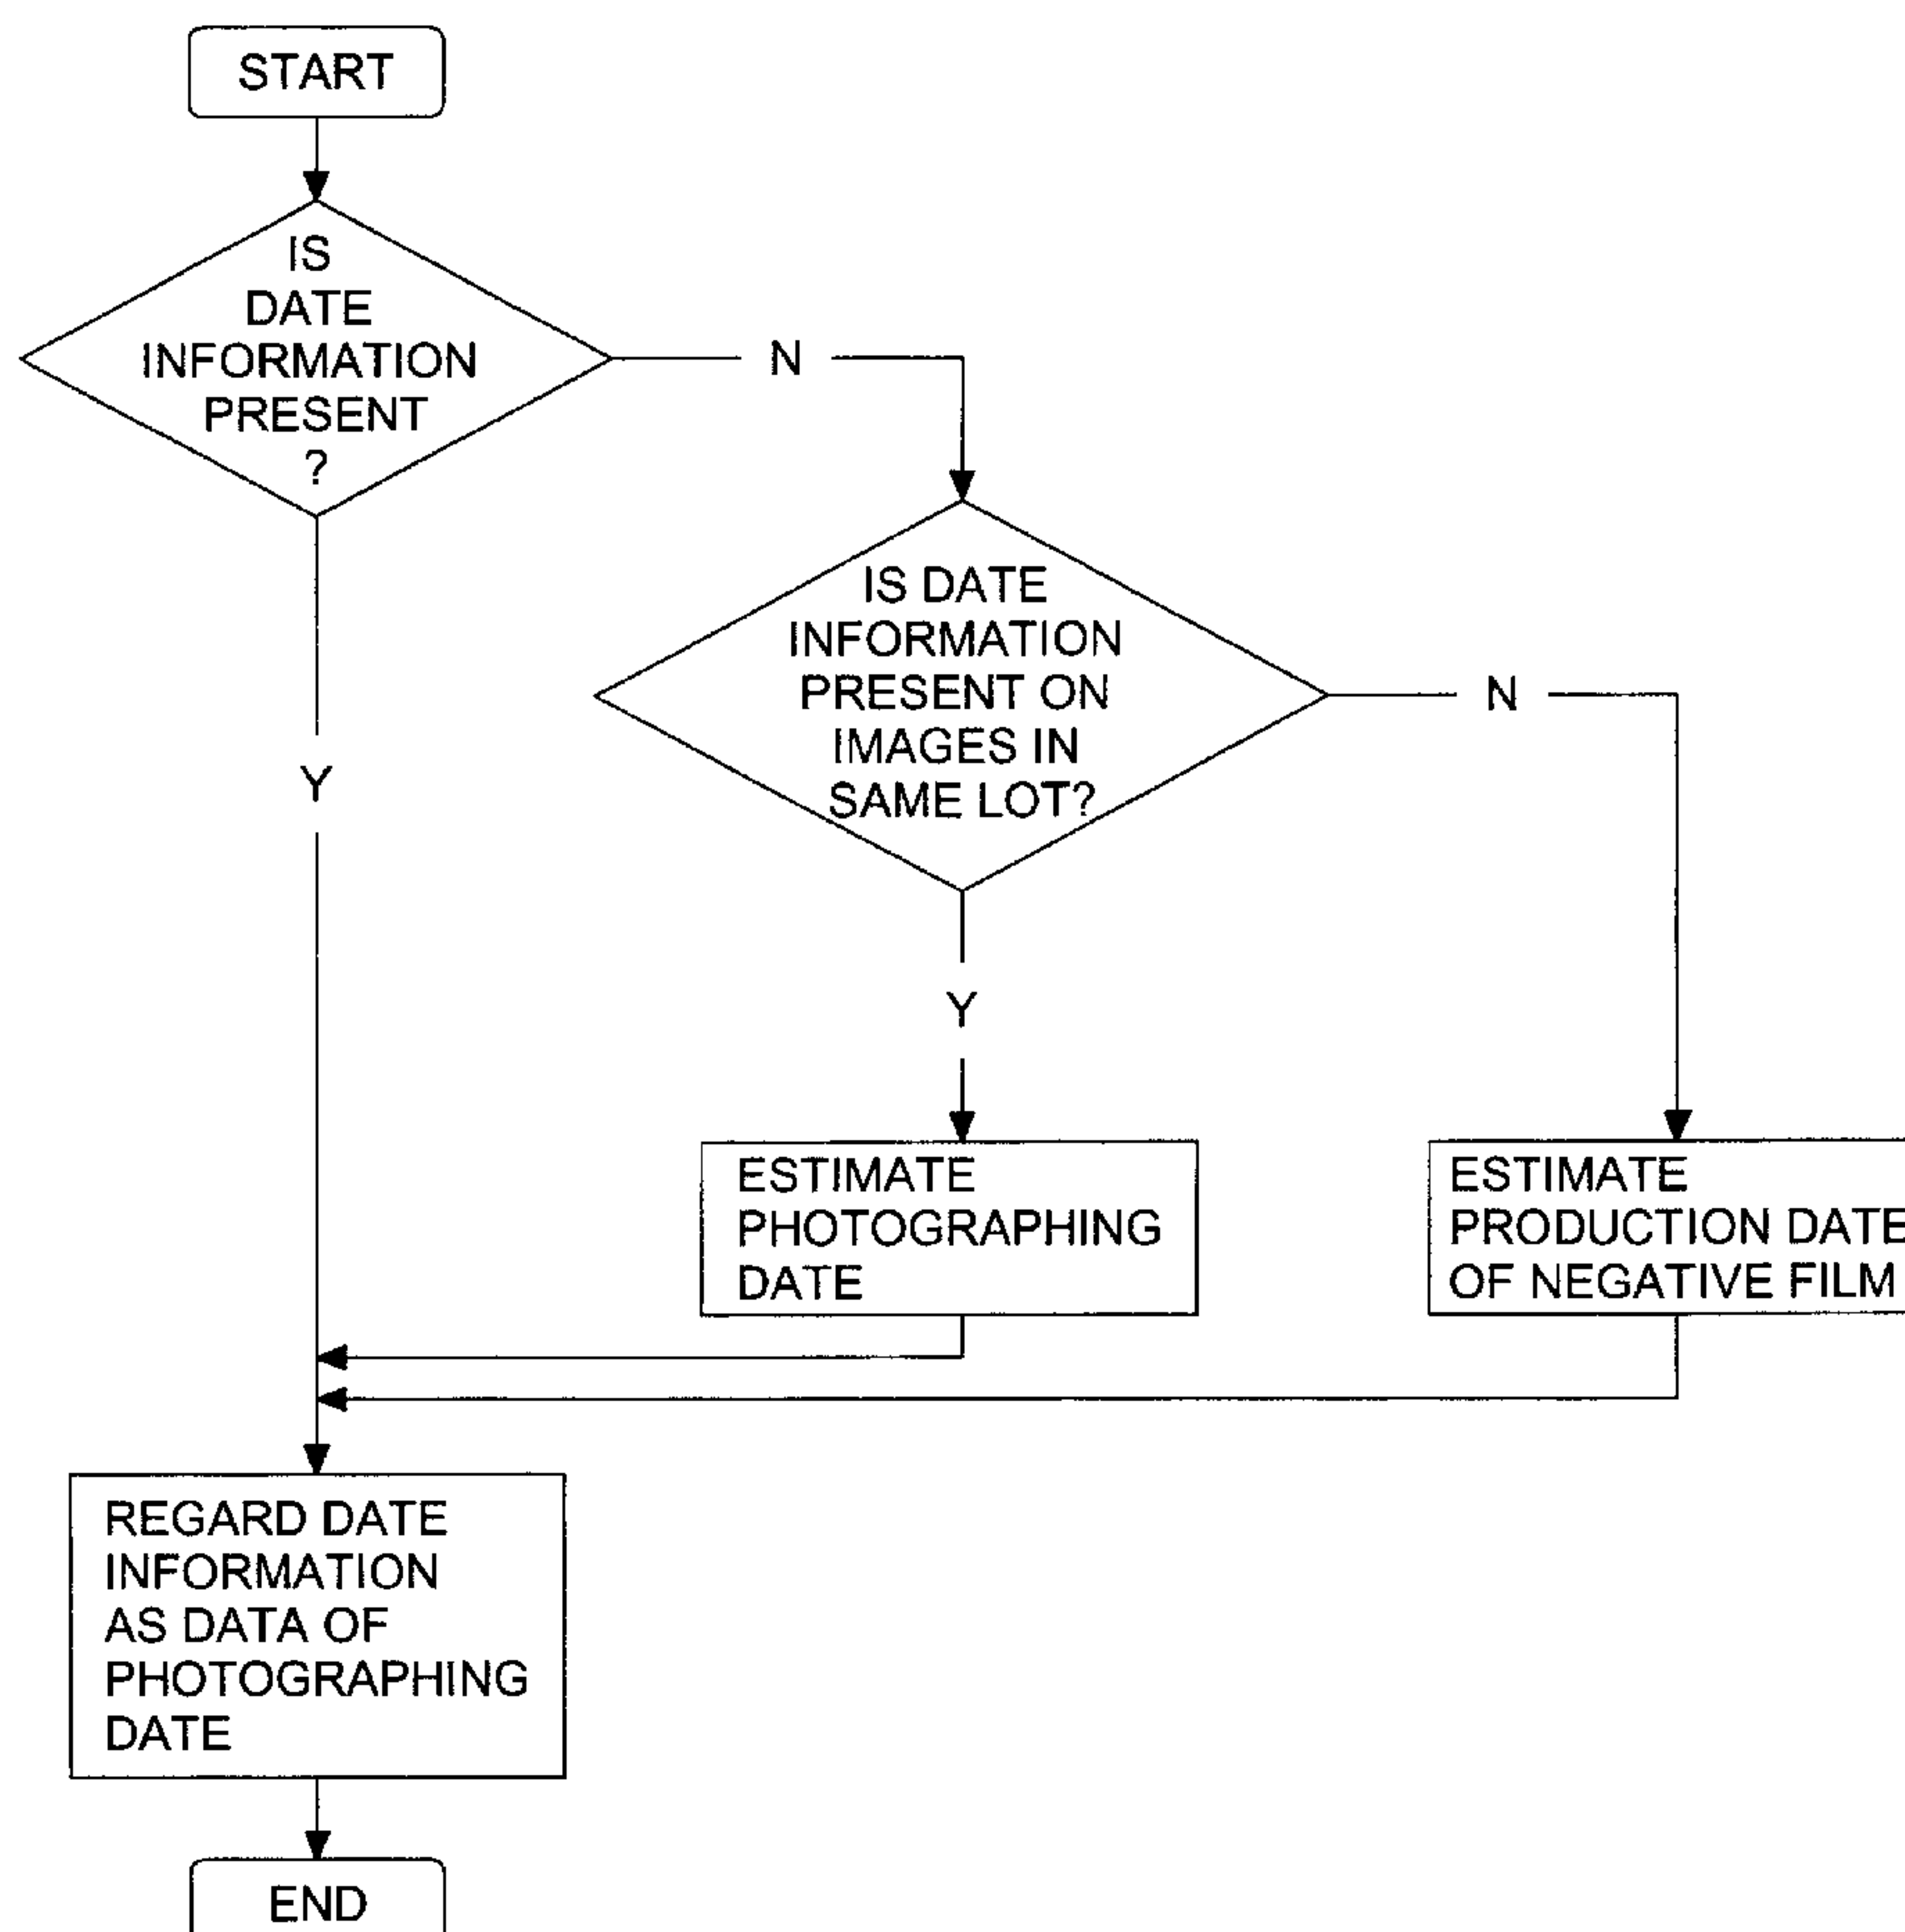 START
IS
DATE
INFORMATION
PRESENT
?
N
IS DATE
INFORMATION
PRESENT ON
IMAGES IN
SAME LOT?
N
Y
Y
ESTIMATE
PHOTOGRAPHING
DATE
ESTIMATE
PRODUCTION DATE
OF NEGATIVE FILM
REGARD DATE
INFORMATION
AS DATA OF
PHOTOGRAPHING
DATE
END